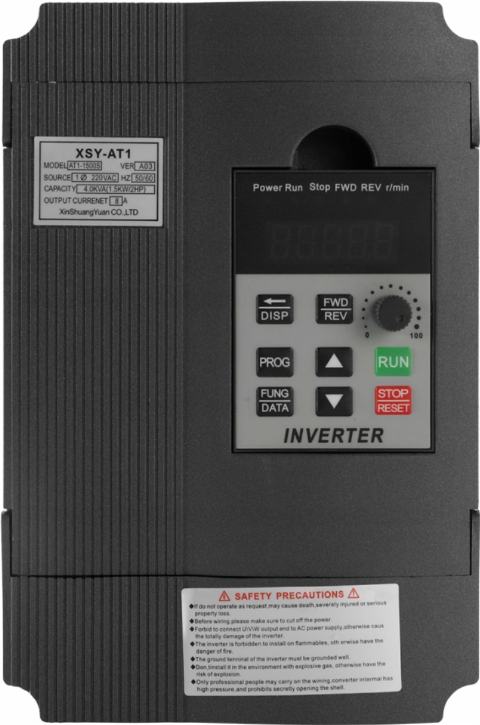 XSY-AT1
MODEL AT1-1500S VER A03
SOURCE 1 Ø 220VAC HZ 50/60
CAPACITY 4.0KVA(1.5KW/2HP)
OUTPUT CURRENET 8 A
XinShuangYuan CO.,LTD
Power Run Stop FWD REV r/min
←
DISP
FWD
REV
0 100
PROG
▲
RUN
FUNG
DATA
▼
STOP
RESET
INVERTER
⚠ SAFETY PRECAUTIONS ⚠
◆If do not operate as request,may cause death,severely injured or serious
property loss.
◆Before wiring,please make sure to cut off the power.
◆Forbid to connect U/V/W output end to AC power supply,otherwise caus
the totally demage of the inverter.
◆The inverter is forbidden to install on flammables, oth erwise have the
danger of fire.
◆The ground terminal of the inverter must be grounded well.
◆Don,tinstall it in the environment with explosive gas, otherwise have the
risk of explosion.
◆Only professional people may carry on the wining,converter intermal has
high pressure,and prohibits secretly opening the shell.